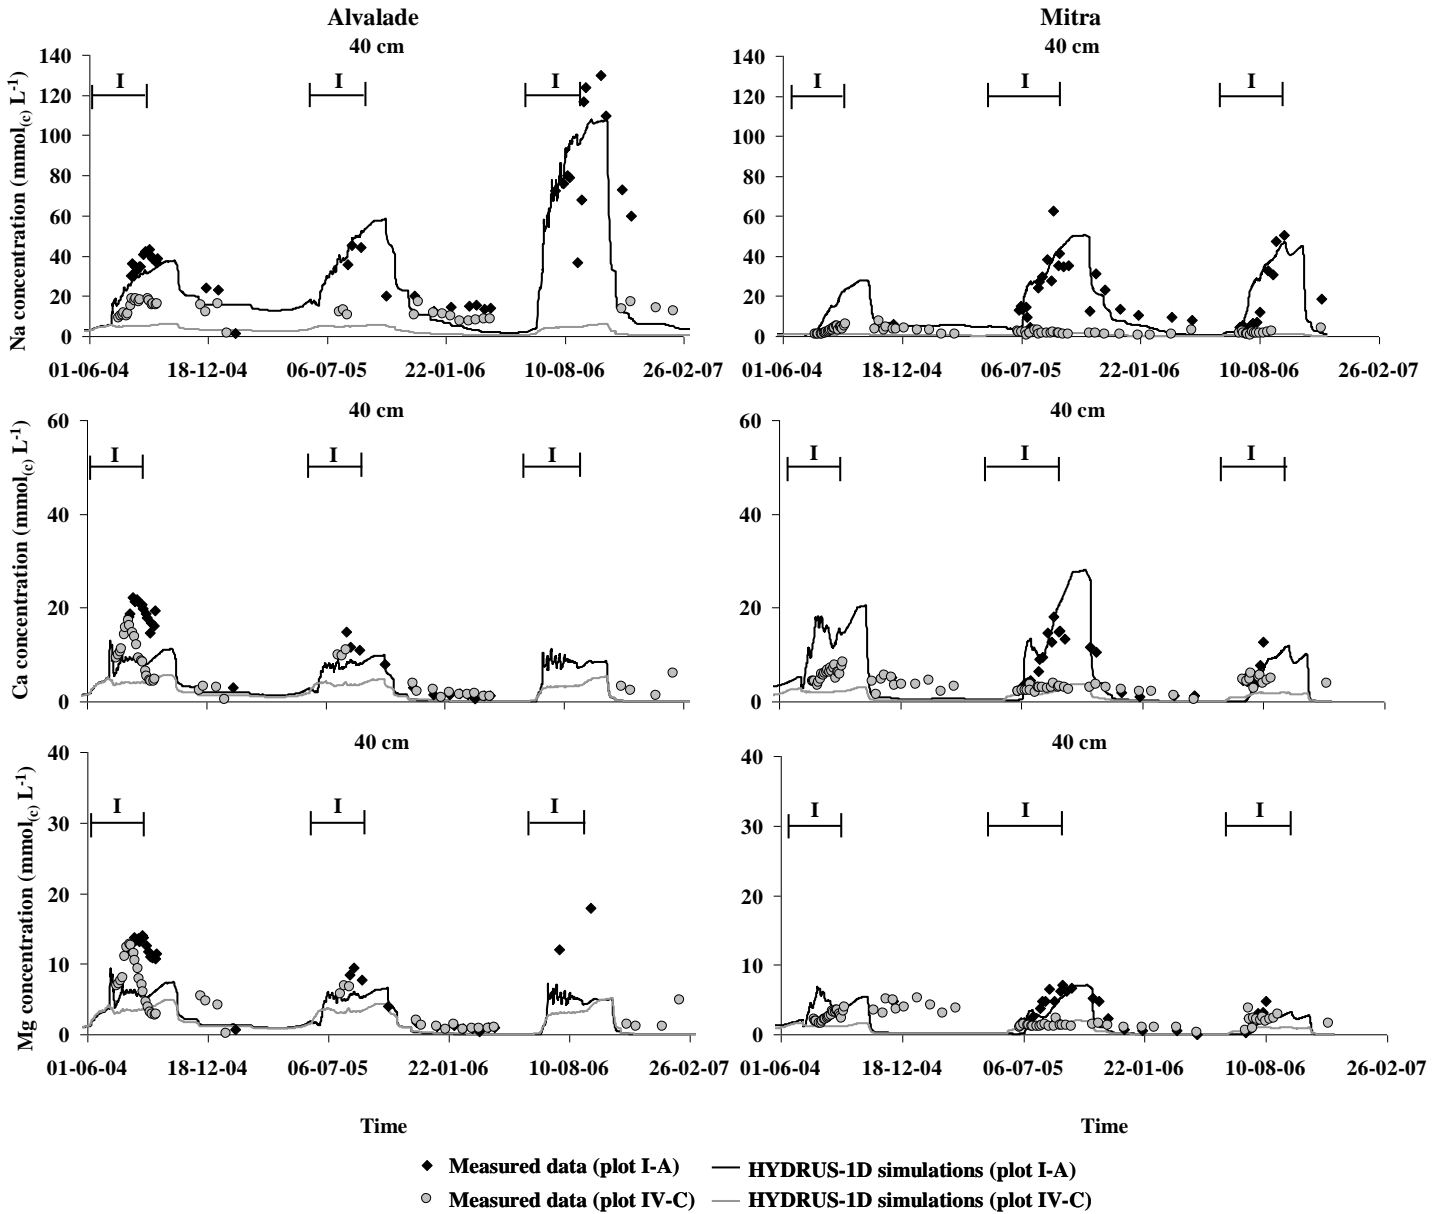 Alvalade
Mitra
40 cm
40 cm
Na concentration (mmol(c) L-1)
140
120
100
80
60
40
20
0
I
I
I
01-06-04 18-12-04 06-07-05 22-01-06 10-08-06 26-02-07
140
120
100
80
60
40
20
0
I
I
I
01-06-04 18-12-04 06-07-05 22-01-06 10-08-06 26-02-07
40 cm
40 cm
Ca concentration (mmol(c) L-1)
60
40
20
0
I
I
I
60
40
20
0
I
I
I
40 cm
40 cm
Mg concentration (mmol(c) L-1)
40
30
20
10
0
I
I
I
01-06-04 18-12-04 06-07-05 22-01-06 10-08-06 26-02-07
40
30
20
10
0
I
I
I
01-06-04 18-12-04 06-07-05 22-01-06 10-08-06 26-02-07
Time
Time
Measured data (plot I-A)
HYDRUS-1D simulations (plot I-A)
Measured data (plot IV-C)
HYDRUS-1D simulations (plot IV-C)